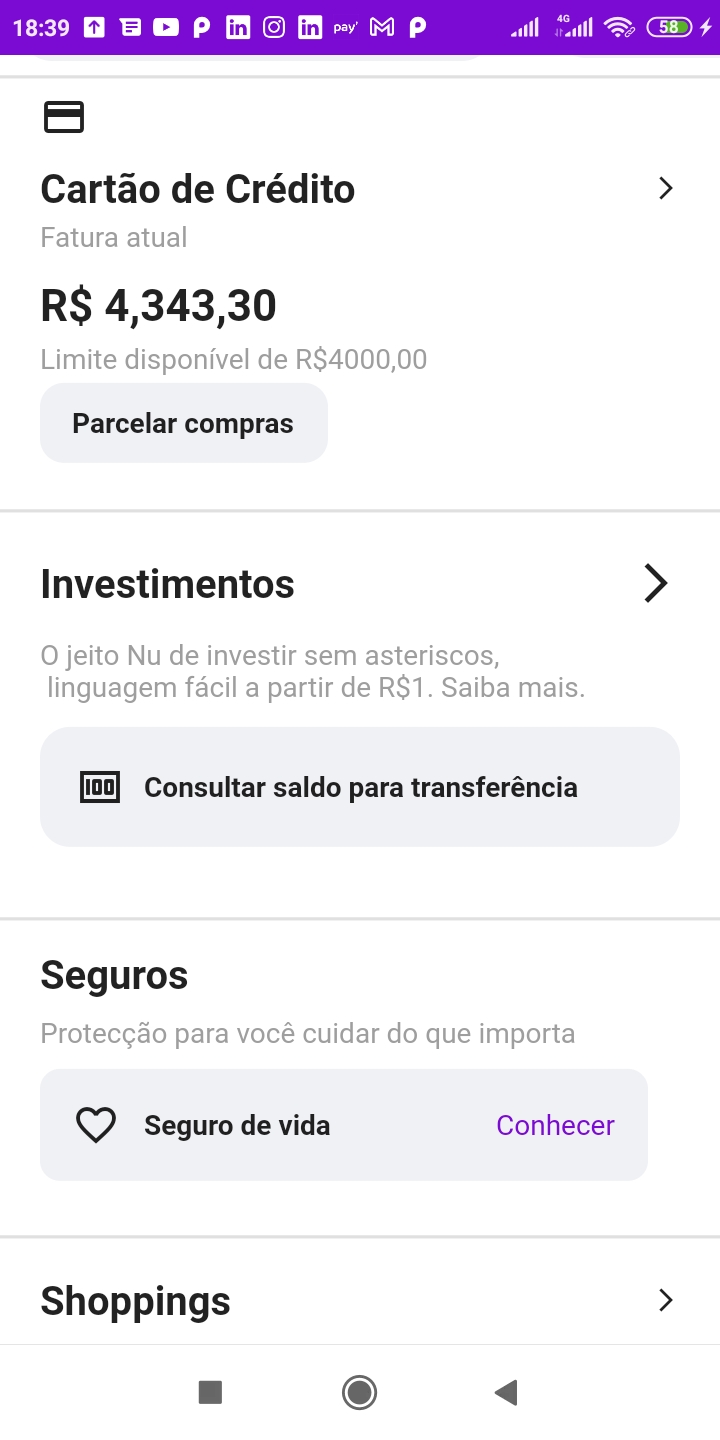 18:39
pay'
4G
58
Cartão de Crédito
Fatura atual
R$ 4,343,30
Limite disponível de R$4000,00
Parcelar compras
Investimentos
O jeito Nu de investir sem asteriscos,
linguagem fácil a partir de R$1. Saiba mais.
100 Consultar saldo para transferência
Seguros
Protecção para você cuidar do que importa
Seguro de vida Conhecer
Shoppings